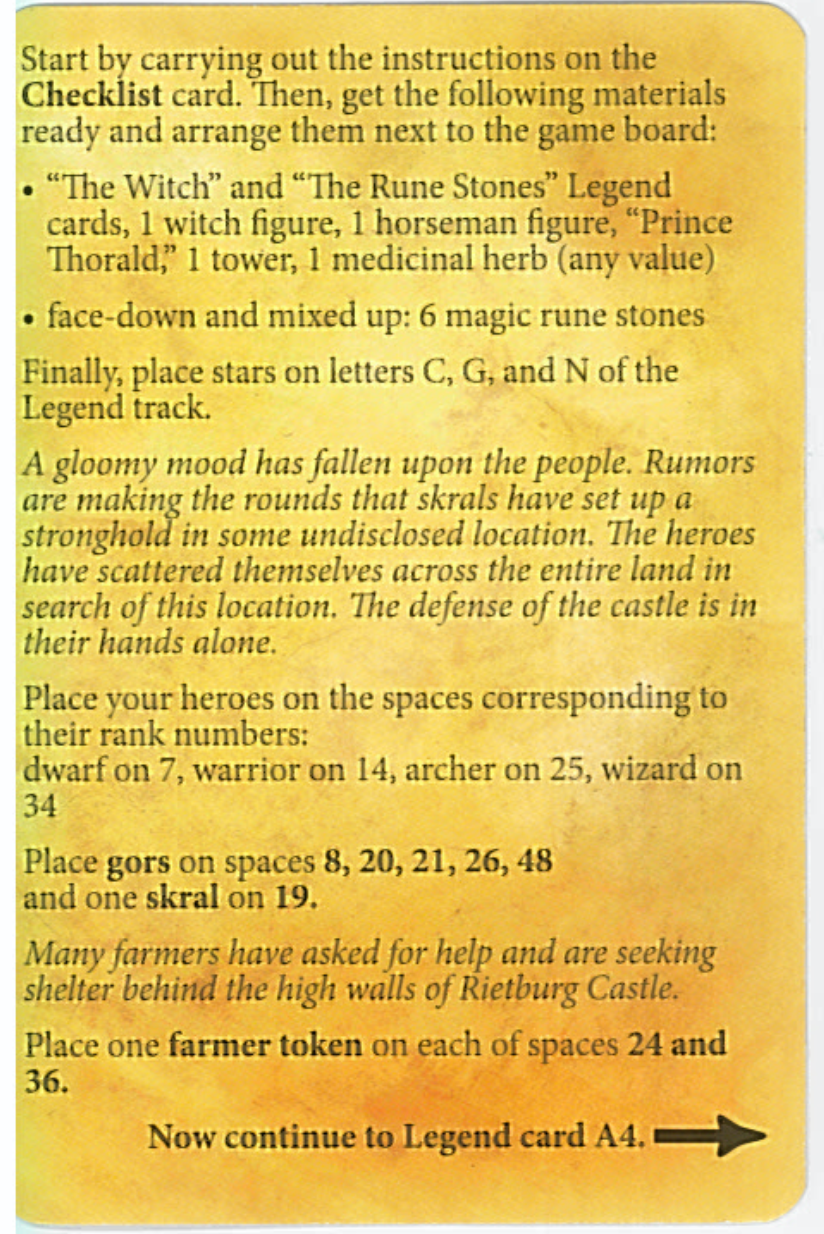 Start by carrying out the instructions on the
Checklist card. Then, get the following materials
ready and arrange them next to the game board:
• “The Witch” and “The Rune Stones” Legend
cards, 1 witch figure, 1 horseman figure, “Prince
Thorald,” 1 tower, 1 medicinal herb (any value)
• face-down and mixed up: 6 magic rune stones
Finally, place stars on letters C, G, and N of the
Legend track.
A gloomy mood has fallen upon the people. Rumors
are making the rounds that skrals have set up a
stronghold in some undisclosed location. The heroes
have scattered themselves across the entire land in
search of this location. The defense of the castle is in
their hands alone.
Place your heroes on the spaces corresponding to
their rank numbers:
dwarf on 7, warrior on 14, archer on 25, wizard on
34
Place gors on spaces 8, 20, 21, 26, 48
and one skral on 19.
Many farmers have asked for help and are seeking
shelter behind the high walls of Rietburg Castle.
Place one farmer token on each of spaces 24 and
36.
Now continue to Legend card A4.